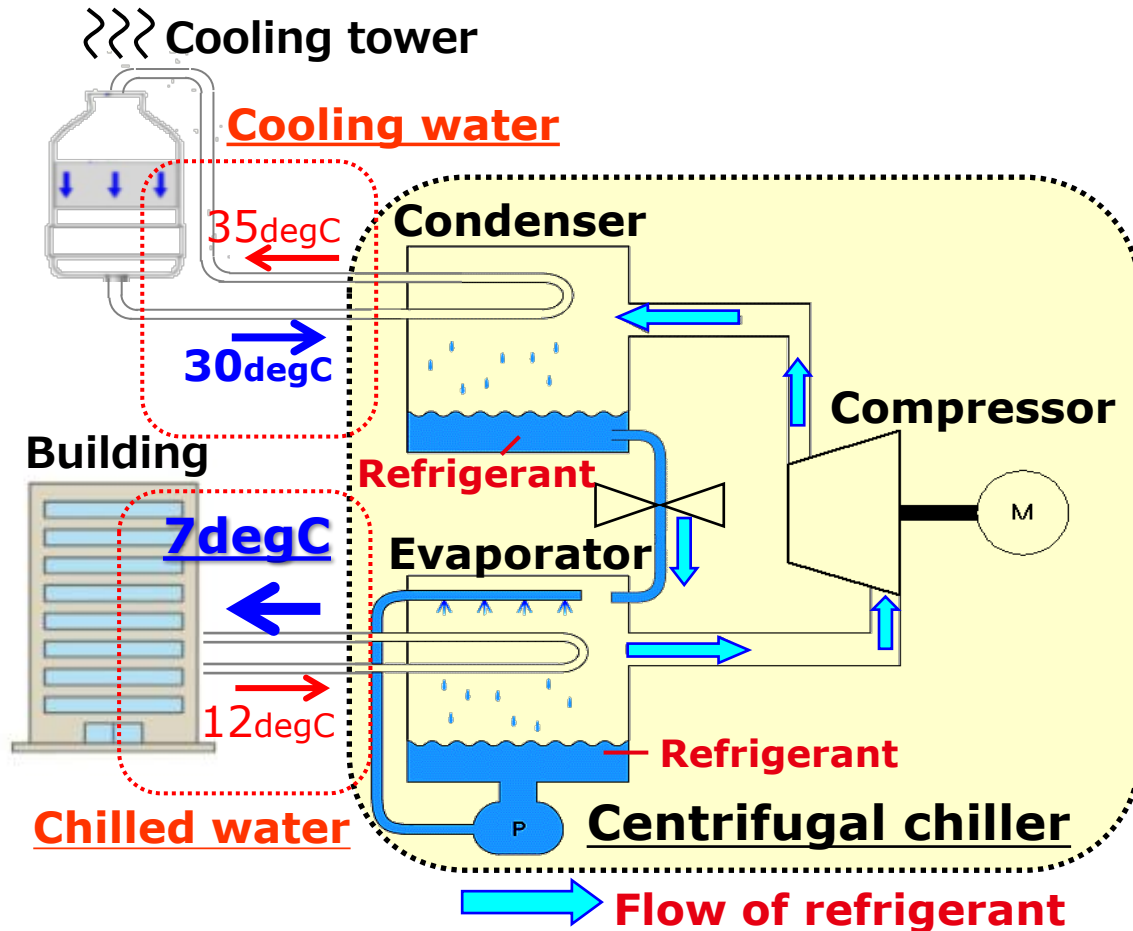 Cooling tower
Cooling water
35degC
30degC
Condenser
Refrigerant
Compressor
M
Building
7degC
12degC
Chilled water
Evaporator
Refrigerant
P
Centrifugal chiller
Flow of refrigerant